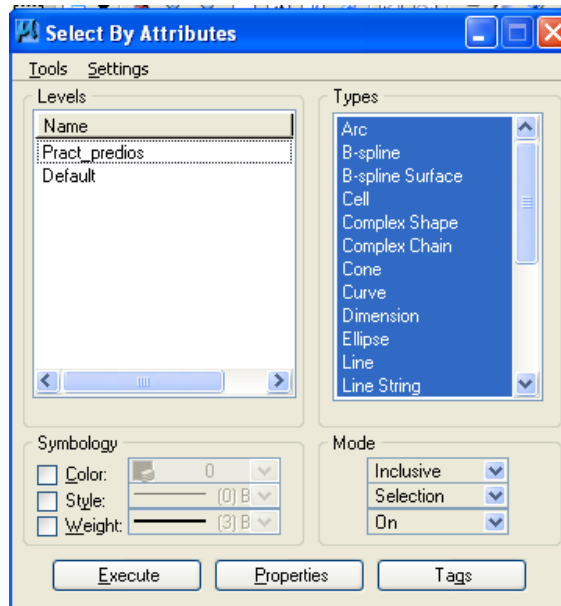 Select By Attributes
Tools Settings
Levels
Name
Pract_predios
Default
Types
Arc
B-spline
B-spline Surface
Cell
Complex Shape
Complex Chain
Cone
Curve
Dimension
Ellipse
Line
Line String
Symbology
Color: 0
Style: (0) B
Weight: (3) B
Mode
Inclusive
Selection
On
Execute Properties Tags